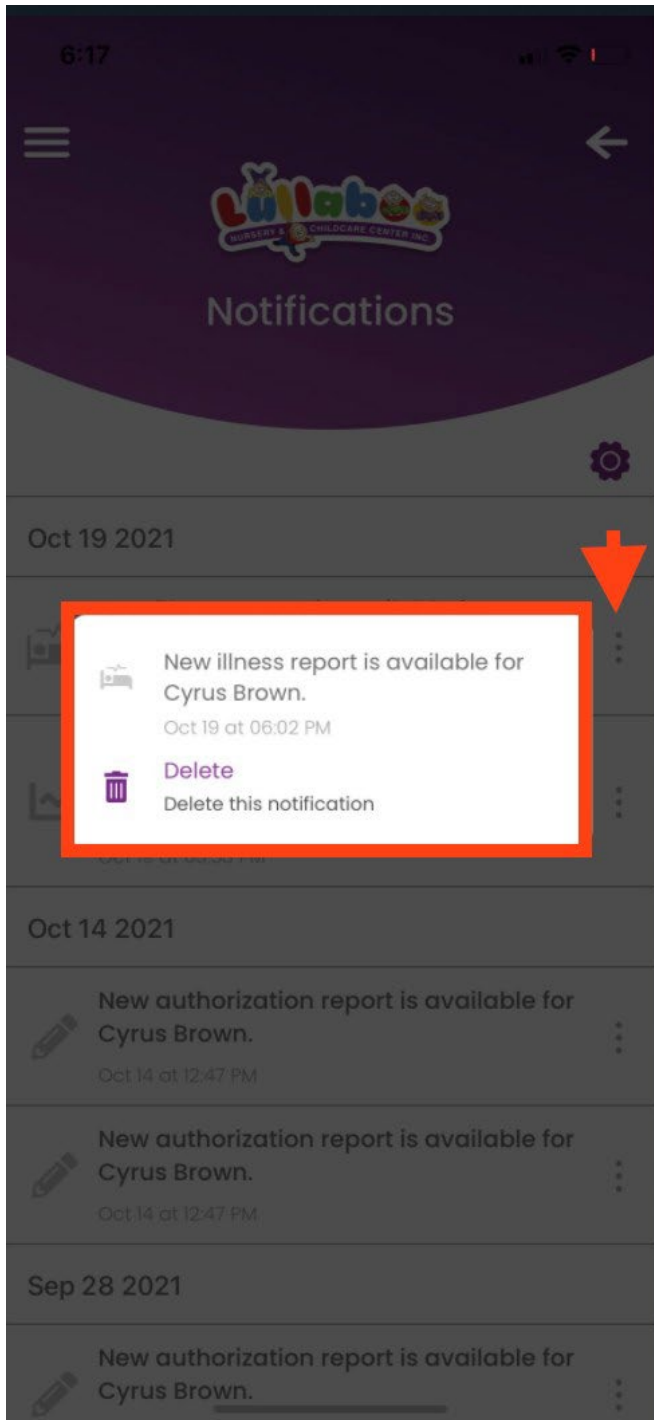 6:17
Lullaboo
NURSERY & CHILDCARE CENTER INC.
Notifications
Oct 19 2021
New illness report is available for
Cyrus Brown.
Oct 19 at 06:02 PM
Delete
Delete this notification
Oct 14 2021
New authorization report is available for
Cyrus Brown.
Oct 14 at 12:47 PM
New authorization report is available for
Cyrus Brown.
Oct 14 at 12:47 PM
Sep 28 2021
New authorization report is available for
Cyrus Brown.